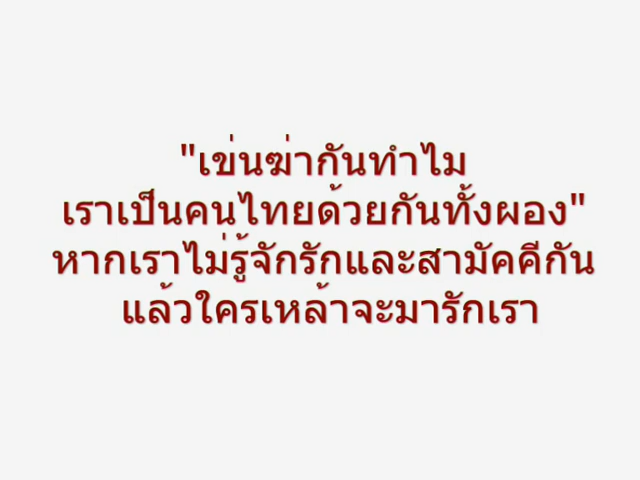 "เข่นฆ่ากันทำไม
เราเป็นคนไทยด้วยกันทั้งผอง"
หากเราไม่รู้จักรักและสามัคคีกัน
แล้วใครเหล้าจะมารักเรา